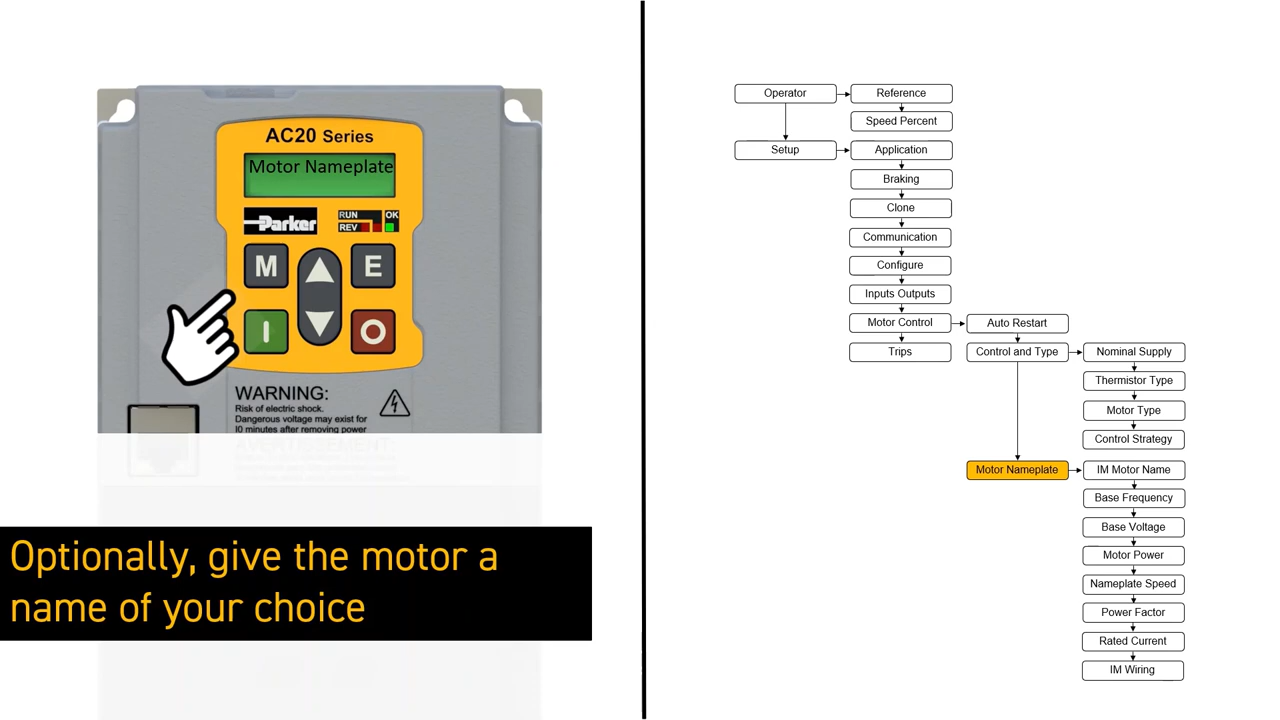 AC20 Series
Motor Nameplate
Parker
RUN
OK
REV
M
E
I
O
WARNING:
Risk of electric shock.
Dangerous voltage may exist for
10 minutes after removing power
AVERTISSEMENT:
Optionally, give the motor a
name of your choice
Operator
Reference
Speed Percent
Setup
Application
Braking
Clone
Communication
Configure
Inputs Outputs
Motor Control
Auto Restart
Trips
Control and Type
Nominal Supply
Thermistor Type
Motor Type
Control Strategy
Motor Nameplate
IM Motor Name
Base Frequency
Base Voltage
Motor Power
Nameplate Speed
Power Factor
Rated Current
IM Wiring